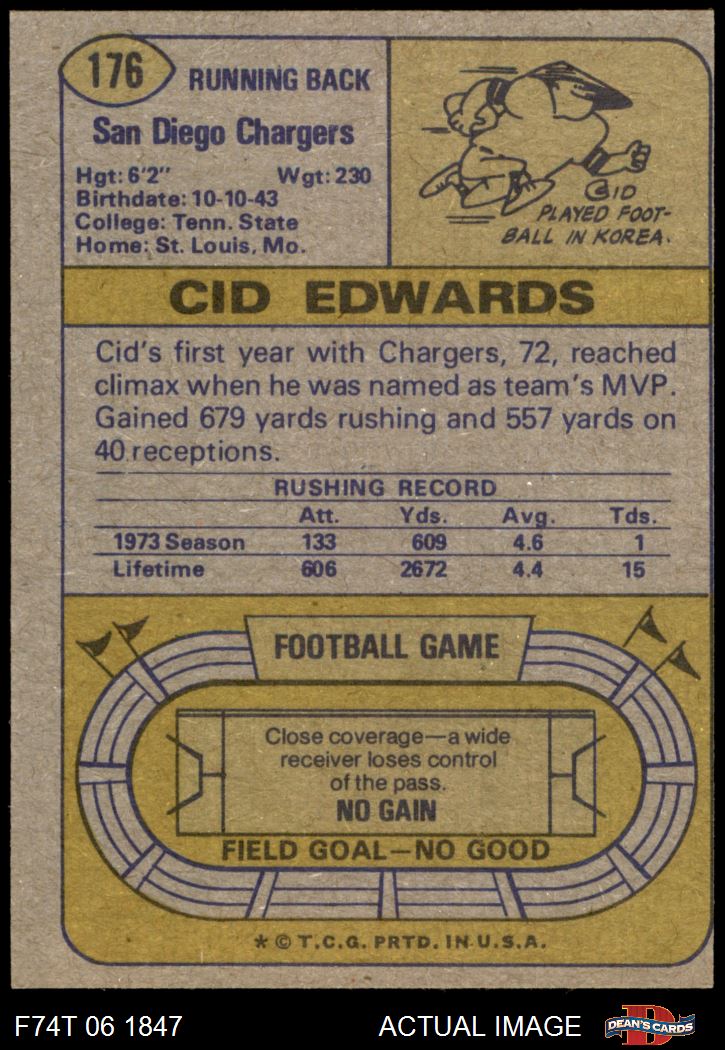 176
RUNNING BACK
San Diego Chargers
Hgt: 6'2" Wgt: 230
Birthdate: 10-10-43
College: Tenn. State
Home: St. Louis, Mo.
CID
PLAYED FOOT-
BALL IN KOREA.
CID EDWARDS
Cid's first year with Chargers, 72, reached
climax when he was named as team's MVP.
Gained 679 yards rushing and 557 yards on
40 receptions.
RUSHING RECORD
Att. Yds. Avg. Tds.
1973 Season 133 609 4.6 1
Lifetime 606 2672 4.4 15
FOOTBALL GAME
Close coverage—a wide
receiver loses control
of the pass.
NO GAIN
FIELD GOAL—NO GOOD
* © T.C.G. PRTD. IN U.S.A.
F74T 06 1847 ACTUAL IMAGE DEAN'S CARDS